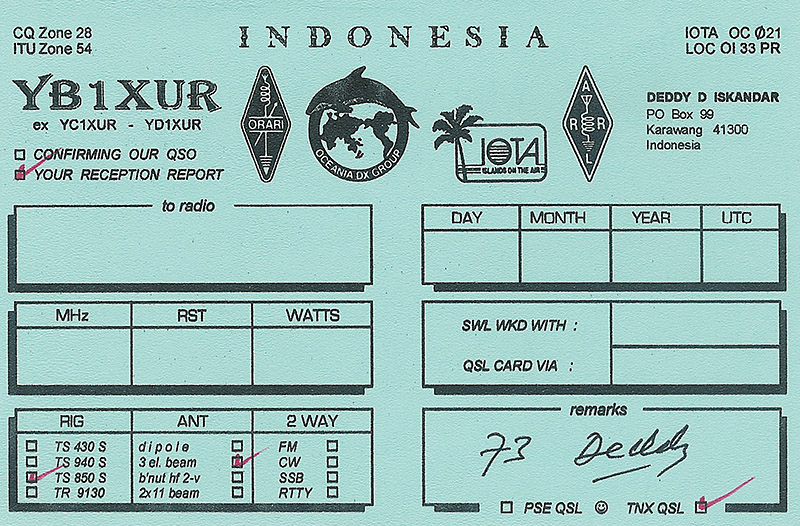 CQ Zone 28
ITU Zone 54
INDONESIA
IOTA OC Ø21
LOC OI 33 PR
YB1XUR
ex YC1XUR - YD1XUR
CONFIRMING OUR QSO
YOUR RECEPTION REPORT
ORARI
OCEANIA DX GROUP
IOTA
ISLANDS ON THE AIR
A
R R
L
DEDDY D ISKANDAR
PO Box 99
Karawang 41300
Indonesia
to radio
DAY MONTH YEAR UTC
MHz RST WATTS
SWL WKD WITH :
QSL CARD VIA :
RIG ANT 2 WAY
TS 430 S dipole FM
TS 940 S 3 el. beam CW
TS 850 S b'nut hf 2-v SSB
TR 9130 2x11 beam RTTY
remarks
73 Deddy
PSE QSL ☺ TNX QSL